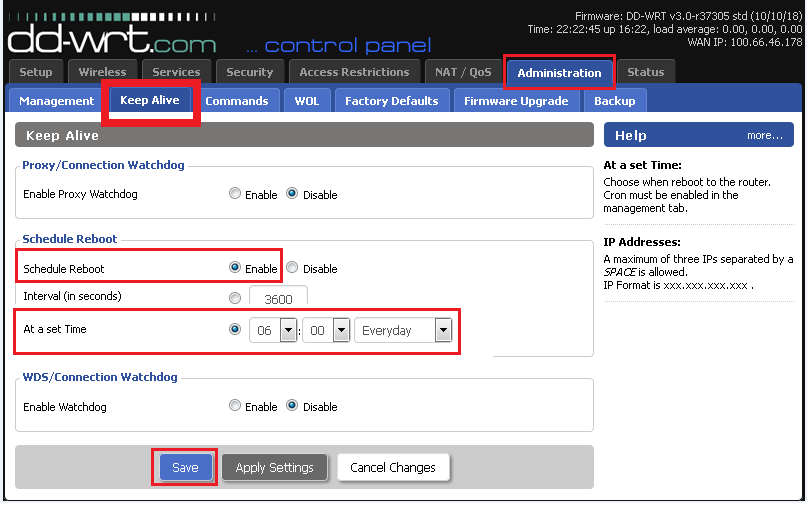 Firmware: DD-WRT v3.0-r37305 std (10/10/18)
Time: 22:22:45 up 16:22, load average: 0.00, 0.00, 0.00
WAN IP: 100.66.46.178
dd-wrt.com ... control panel
Setup Wireless Services Security Access Restrictions NAT / QoS Administration Status
Management Keep Alive Commands WOL Factory Defaults Firmware Upgrade Backup
Keep Alive
Proxy/Connection Watchdog
Enable Proxy Watchdog Enable Disable
Schedule Reboot
Schedule Reboot Enable Disable
Interval (in seconds) 3600
At a set Time 06 : 00 Everyday
WDS/Connection Watchdog
Enable Watchdog Enable Disable
Save Apply Settings Cancel Changes
Help more...
At a set Time:
Choose when reboot to the router.
Cron must be enabled in the
management tab.
IP Addresses:
A maximum of three IPs separated by a
SPACE is allowed.
IP Format is xxx.xxx.xxx.xxx .